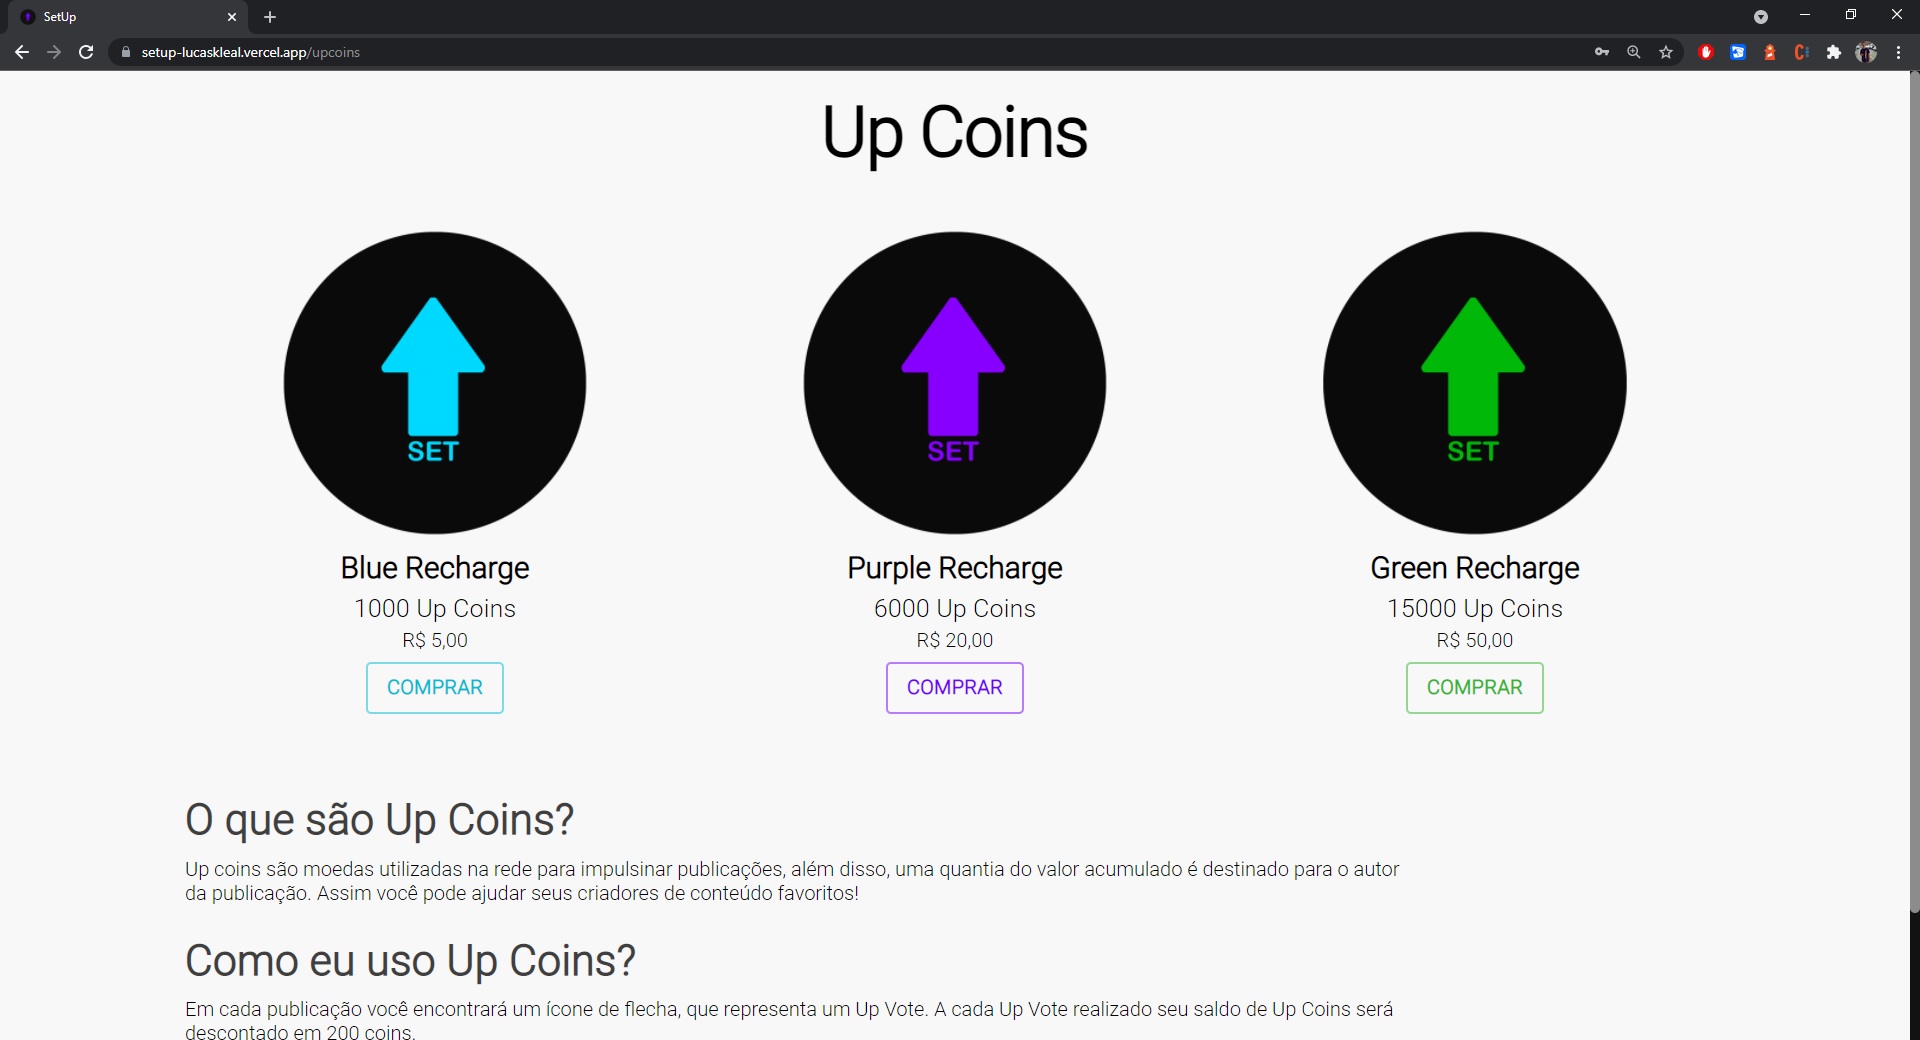 SetUp
setup-lucaskleal.vercel.app/upcoins
Up Coins
SET
SET
SET
Blue Recharge
Purple Recharge
Green Recharge
1000 Up Coins
6000 Up Coins
15000 Up Coins
R$ 5,00
R$ 20,00
R$ 50,00
COMPRAR
COMPRAR
COMPRAR
O que são Up Coins?
Up coins são moedas utilizadas na rede para impulsinar publicações, além disso, uma quantia do valor acumulado é destinado para o autor
da publicação. Assim você pode ajudar seus criadores de conteúdo favoritos!
Como eu uso Up Coins?
Em cada publicação você encontrará um ícone de flecha, que representa um Up Vote. A cada Up Vote realizado seu saldo de Up Coins será
descontado em 200 coins.